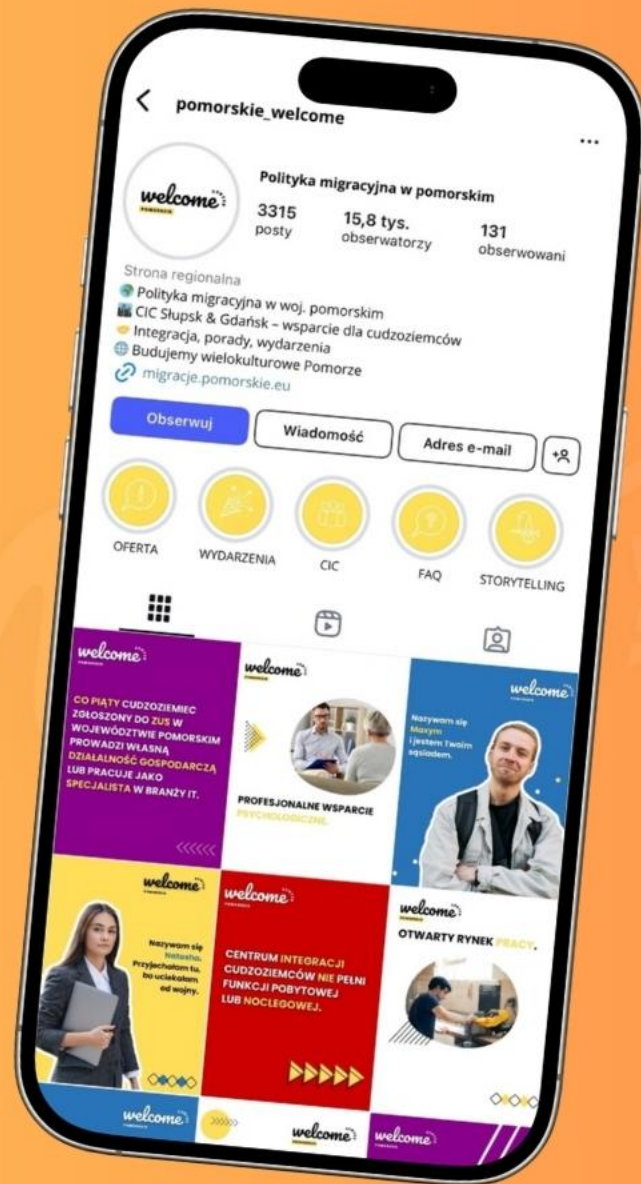 pomorskie_welcome
welcome
POMORSKIE
Polityka migracyjna w pomorskim
3315 15,8 tys. 131
posty obserwatorzy obserwowani
Strona regionalna
Polityka migracyjna w woj. pomorskim
CIC Słupsk & Gdańsk – wsparcie dla cudzoziemców
Integracja, porady, wydarzenia
Budujemy wielokulturowe Pomorze
migracje.pomorskie.eu
Obserwuj Wiadomość Adres e-mail
OFERTA WYDARZENIA CIC FAQ STORYTELLING
welcome
CO PIĄTY CUDZOZIEMIEC
ZGŁOSZONY DO ZUS W
WOJEWÓDZTWIE POMORSKIM
PROWADZI WŁASNĄ
DZIAŁALNOŚĆ GOSPODARCZĄ
LUB PRACUJE JAKO
SPECJALISTA W BRANŻY IT.
welcome
PROFESJONALNE WSPARCIE
PSYCHOLOGICZNE.
welcome
Nazywam się
Maxym
i jestem Twoim
sąsiadem.
welcome
Nazywam się
Natasha.
Przyjechałam tu,
bo uciekałam
od wojny.
welcome
CENTRUM INTEGRACJI
CUDZOZIEMCÓW NIE PEŁNI
FUNKCJI POBYTOWEJ
LUB NOCLEGOWEJ.
welcome
OTWARTY RYNEK PRACY.
welcome
welcome
welcome